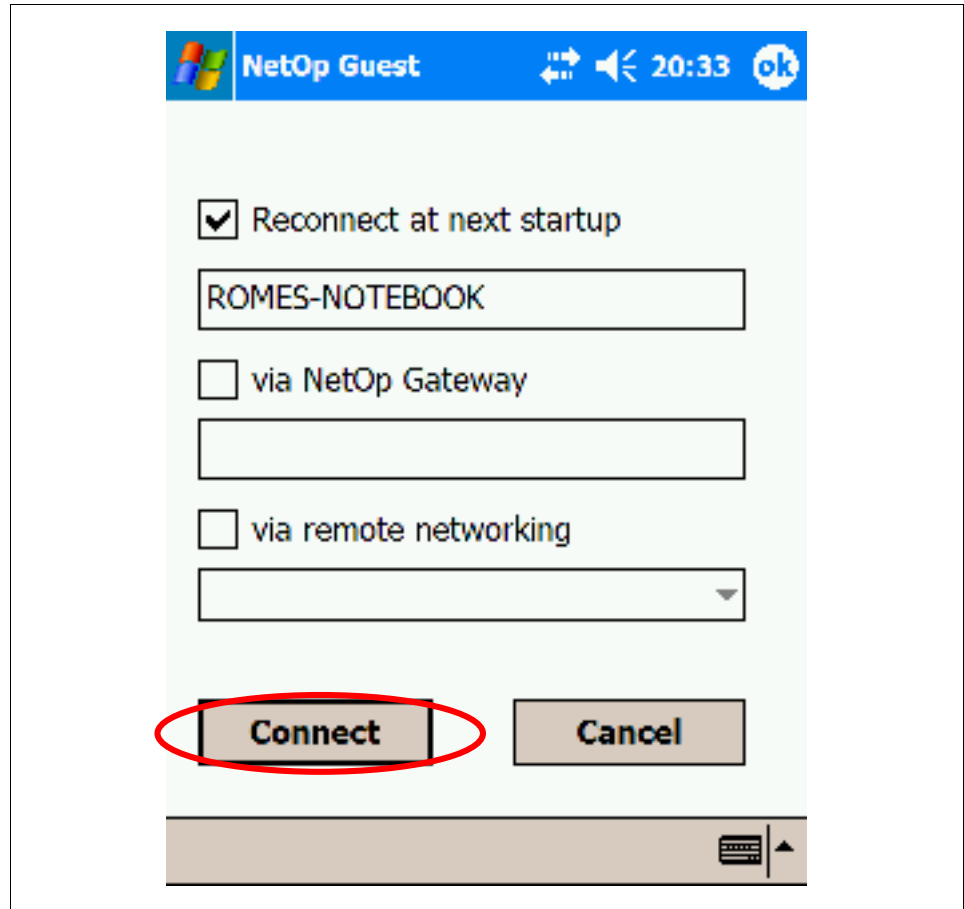 NetOp Guest 20:33 ok
Reconnect at next startup
ROMES-NOTEBOOK
via NetOp Gateway
via remote networking
Connect Cancel